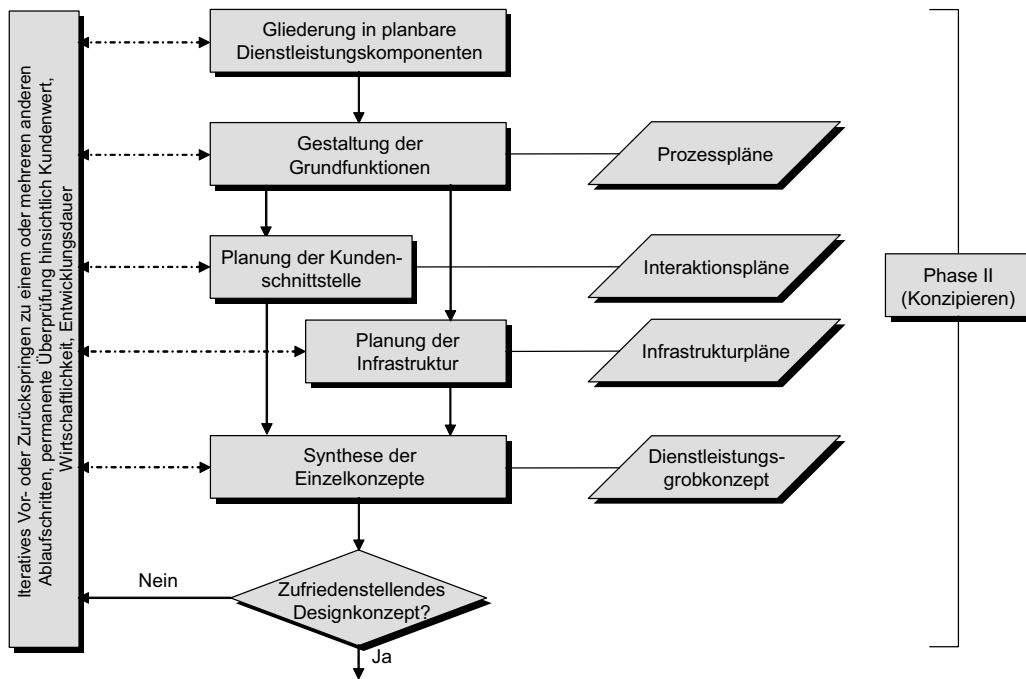 Iteratives Vor- oder Zurückspringen zu einem oder mehreren anderen
Ablaufschritten, permanente Überprüfung hinsichtlich Kundenwert,
Wirtschaftlichkeit, Entwicklungsdauer
Gliederung in planbare
Dienstleistungskomponenten
Gestaltung der
Grundfunktionen
Prozesspläne
Planung der Kunden-
schnittstelle
Interaktionspläne
Phase II
(Konzipieren)
Planung der
Infrastruktur
Infrastrukturpläne
Synthese der
Einzelkonzepte
Dienstleistungs-
grobkonzept
Nein
Zufriedenstellendes
Designkonzept?
Ja